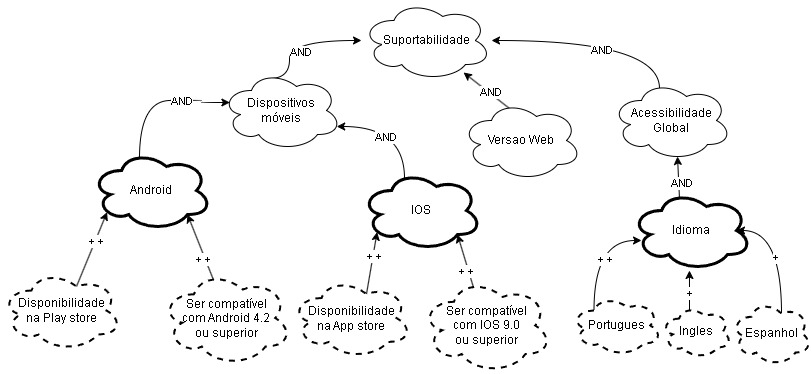 Suportabilidade
AND
AND
AND
Dispositivos
móveis
Versao Web
Acessibilidade
Global
AND
AND
AND
Android
IOS
Idioma
+ +
+ +
+ +
+ +
+ +
+
+
Disponibilidade
na Play store
Ser compatível
com Android 4.2
ou superior
Disponibilidade
na App store
Ser compatível
com IOS 9.0
ou superior
Portugues
Ingles
Espanhol